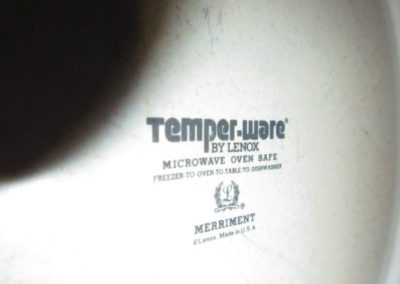 Temper-ware®
BY LENOX
MICROWAVE OVEN SAFE
FREEZER-TO-OVEN-TO-TABLE-TO-DISHWASHER
L
MERRIMENT
© Lenox Made in U S A